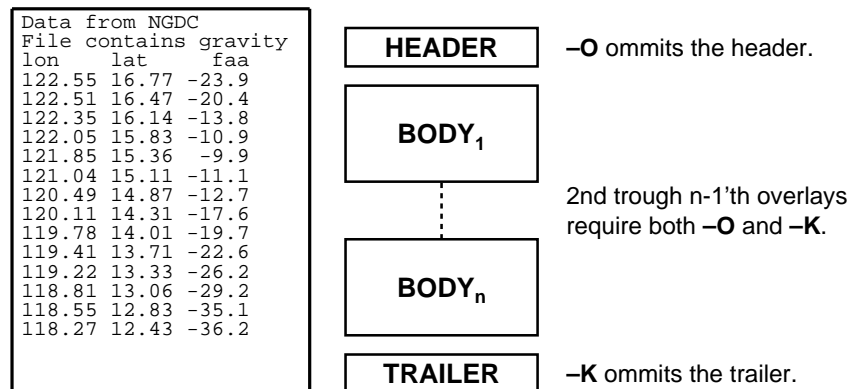 Data from NGDC
File contains gravity
lon lat faa
122.55 16.77 -23.9
122.51 16.47 -20.4
122.35 16.14 -13.8
122.05 15.83 -10.9
121.85 15.36 -9.9
121.04 15.11 -11.1
120.49 14.87 -12.7
120.11 14.31 -17.6
119.78 14.01 -19.7
119.41 13.71 -22.6
119.22 13.33 -26.2
118.81 13.06 -29.2
118.55 12.83 -35.1
118.27 12.43 -36.2
HEADER
–O ommits the header.
BODY1
2nd trough n-1'th overlays
require both –O and –K.
BODYn
TRAILER
–K ommits the trailer.